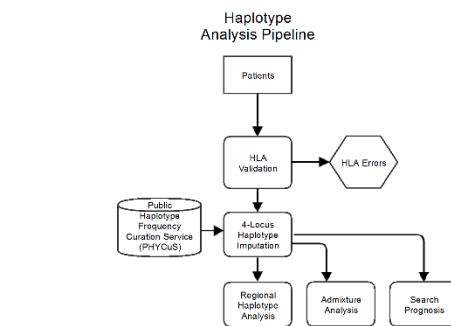 Haplotype
Analysis Pipeline
Patients
HLA
Validation
HLA Errors
Public
Haplotype
Frequency
Curation Service
(PHYCuS)
4-Locus
Haplotype
Imputation
Regional
Haplotype
Analysis
Admixture
Analysis
Search
Prognosis